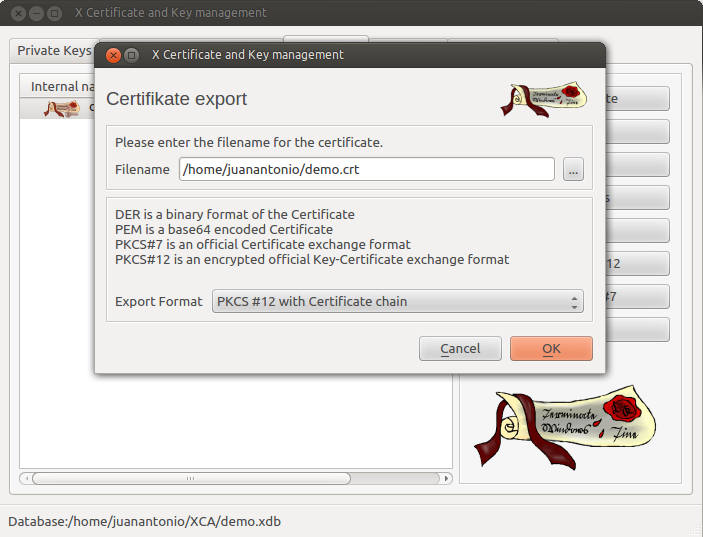 X Certificate and Key management
Private Keys
X Certificate and Key management
Internal na
Certifikate export
Please enter the filename for the certificate.
Filename /home/juanantonio/demo.crt ...
DER is a binary format of the Certificate
PEM is a base64 encoded Certificate
PKCS#7 is an official Certificate exchange format
PKCS#12 is an encrypted official Key-Certificate exchange format
Export Format PKCS #12 with Certificate chain
Cancel OK
te
s
12
#7
Terminate
Windows
Time
Database:/home/juanantonio/XCA/demo.xdb